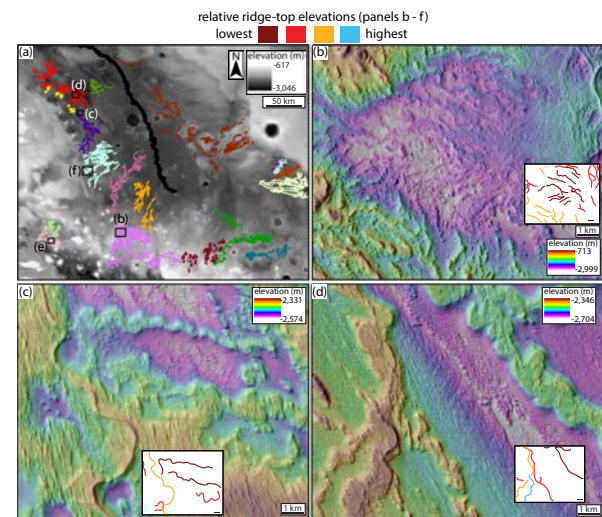 relative ridge-top elevations (panels b - f)
lowest highest
(a)
N
elevation (m)
-617
-3,046
50 km
(d)
(c)
(f)
(b)
(e)
(b)
1 km
elevation (m)
713
-2,999
(c)
elevation (m)
-2,331
-2,574
1 km
(d)
elevation (m)
-2,346
-2,704
1 km